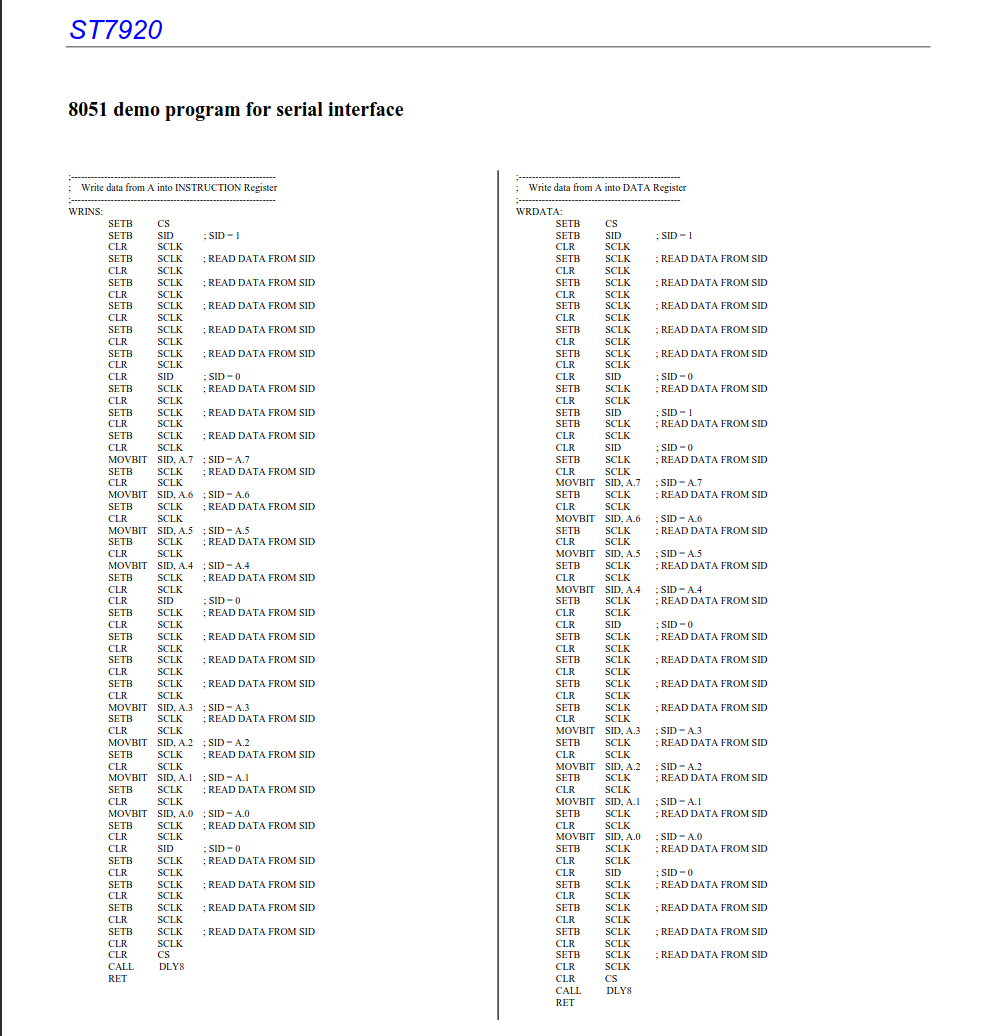 ST7920
8051 demo program for serial interface
;--------------------------------------------------------------
; Write data from A into INSTRUCTION Register
;--------------------------------------------------------------
WRINS:
SETB CS
SETB SID ; SID = 1
CLR SCLK
SETB SCLK ; READ DATA FROM SID
CLR SCLK
SETB SCLK ; READ DATA FROM SID
CLR SCLK
SETB SCLK ; READ DATA FROM SID
CLR SCLK
SETB SCLK ; READ DATA FROM SID
CLR SCLK
SETB SCLK ; READ DATA FROM SID
CLR SCLK
CLR SID ; SID = 0
SETB SCLK ; READ DATA FROM SID
CLR SCLK
SETB SCLK ; READ DATA FROM SID
CLR SCLK
SETB SCLK ; READ DATA FROM SID
CLR SCLK
MOVBIT SID, A.7 ; SID = A.7
SETB SCLK ; READ DATA FROM SID
CLR SCLK
MOVBIT SID, A.6 ; SID = A.6
SETB SCLK ; READ DATA FROM SID
CLR SCLK
MOVBIT SID, A.5 ; SID = A.5
SETB SCLK ; READ DATA FROM SID
CLR SCLK
MOVBIT SID, A.4 ; SID = A.4
SETB SCLK ; READ DATA FROM SID
CLR SCLK
CLR SID ; SID = 0
SETB SCLK ; READ DATA FROM SID
CLR SCLK
SETB SCLK ; READ DATA FROM SID
CLR SCLK
SETB SCLK ; READ DATA FROM SID
CLR SCLK
SETB SCLK ; READ DATA FROM SID
CLR SCLK
MOVBIT SID, A.3 ; SID = A.3
SETB SCLK ; READ DATA FROM SID
CLR SCLK
MOVBIT SID, A.2 ; SID = A.2
SETB SCLK ; READ DATA FROM SID
CLR SCLK
MOVBIT SID, A.1 ; SID = A.1
SETB SCLK ; READ DATA FROM SID
CLR SCLK
MOVBIT SID, A.0 ; SID = A.0
SETB SCLK ; READ DATA FROM SID
CLR SCLK
CLR SID ; SID = 0
SETB SCLK ; READ DATA FROM SID
CLR SCLK
SETB SCLK ; READ DATA FROM SID
CLR SCLK
SETB SCLK ; READ DATA FROM SID
CLR SCLK
SETB SCLK ; READ DATA FROM SID
CLR SCLK
CLR CS
CALL DLY8
RET
;-------------------------------------------------
; Write data from A into DATA Register
;-------------------------------------------------
WRDATA:
SETB CS
SETB SID ; SID = 1
CLR SCLK
SETB SCLK ; READ DATA FROM SID
CLR SCLK
SETB SCLK ; READ DATA FROM SID
CLR SCLK
SETB SCLK ; READ DATA FROM SID
CLR SCLK
SETB SCLK ; READ DATA FROM SID
CLR SCLK
SETB SCLK ; READ DATA FROM SID
CLR SCLK
CLR SID ; SID = 0
SETB SCLK ; READ DATA FROM SID
CLR SCLK
SETB SID ; SID = 1
SETB SCLK ; READ DATA FROM SID
CLR SCLK
CLR SID ; SID = 0
SETB SCLK ; READ DATA FROM SID
CLR SCLK
MOVBIT SID, A.7 ; SID = A.7
SETB SCLK ; READ DATA FROM SID
CLR SCLK
MOVBIT SID, A.6 ; SID = A.6
SETB SCLK ; READ DATA FROM SID
CLR SCLK
MOVBIT SID, A.5 ; SID = A.5
SETB SCLK ; READ DATA FROM SID
CLR SCLK
MOVBIT SID, A.4 ; SID = A.4
SETB SCLK ; READ DATA FROM SID
CLR SCLK
CLR SID ; SID = 0
SETB SCLK ; READ DATA FROM SID
CLR SCLK
SETB SCLK ; READ DATA FROM SID
CLR SCLK
SETB SCLK ; READ DATA FROM SID
CLR SCLK
SETB SCLK ; READ DATA FROM SID
CLR SCLK
MOVBIT SID, A.3 ; SID = A.3
SETB SCLK ; READ DATA FROM SID
CLR SCLK
MOVBIT SID, A.2 ; SID = A.2
SETB SCLK ; READ DATA FROM SID
CLR SCLK
MOVBIT SID, A.1 ; SID = A.1
SETB SCLK ; READ DATA FROM SID
CLR SCLK
MOVBIT SID, A.0 ; SID = A.0
SETB SCLK ; READ DATA FROM SID
CLR SCLK
CLR SID ; SID = 0
SETB SCLK ; READ DATA FROM SID
CLR SCLK
SETB SCLK ; READ DATA FROM SID
CLR SCLK
SETB SCLK ; READ DATA FROM SID
CLR SCLK
SETB SCLK ; READ DATA FROM SID
CLR SCLK
CLR CS
CALL DLY8
RET